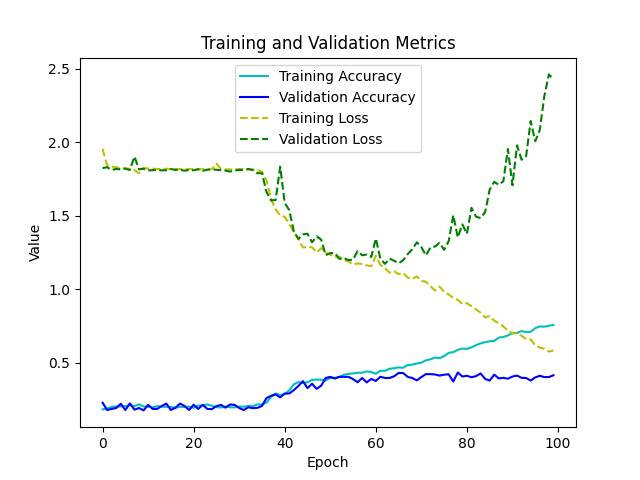 Training and Validation Metrics
2.5
2.0
1.5
1.0
0.5
Value
Training Accuracy
Validation Accuracy
Training Loss
Validation Loss
0
20
40
60
80
100
Epoch